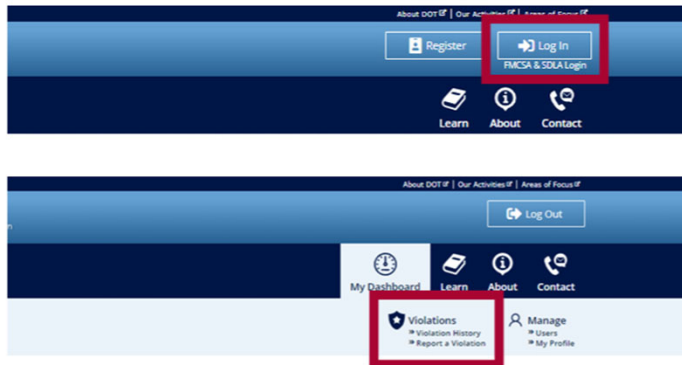 About DOT | Our Activities | Areas of Focus
Register
Log In
FMCSA & SDLA Login
Learn About Contact
About DOT | Our Activities | Areas of Focus
Log Out
My Dashboard Learn About Contact
Violations
Violation History
Report a Violation
Manage
Users
My Profile